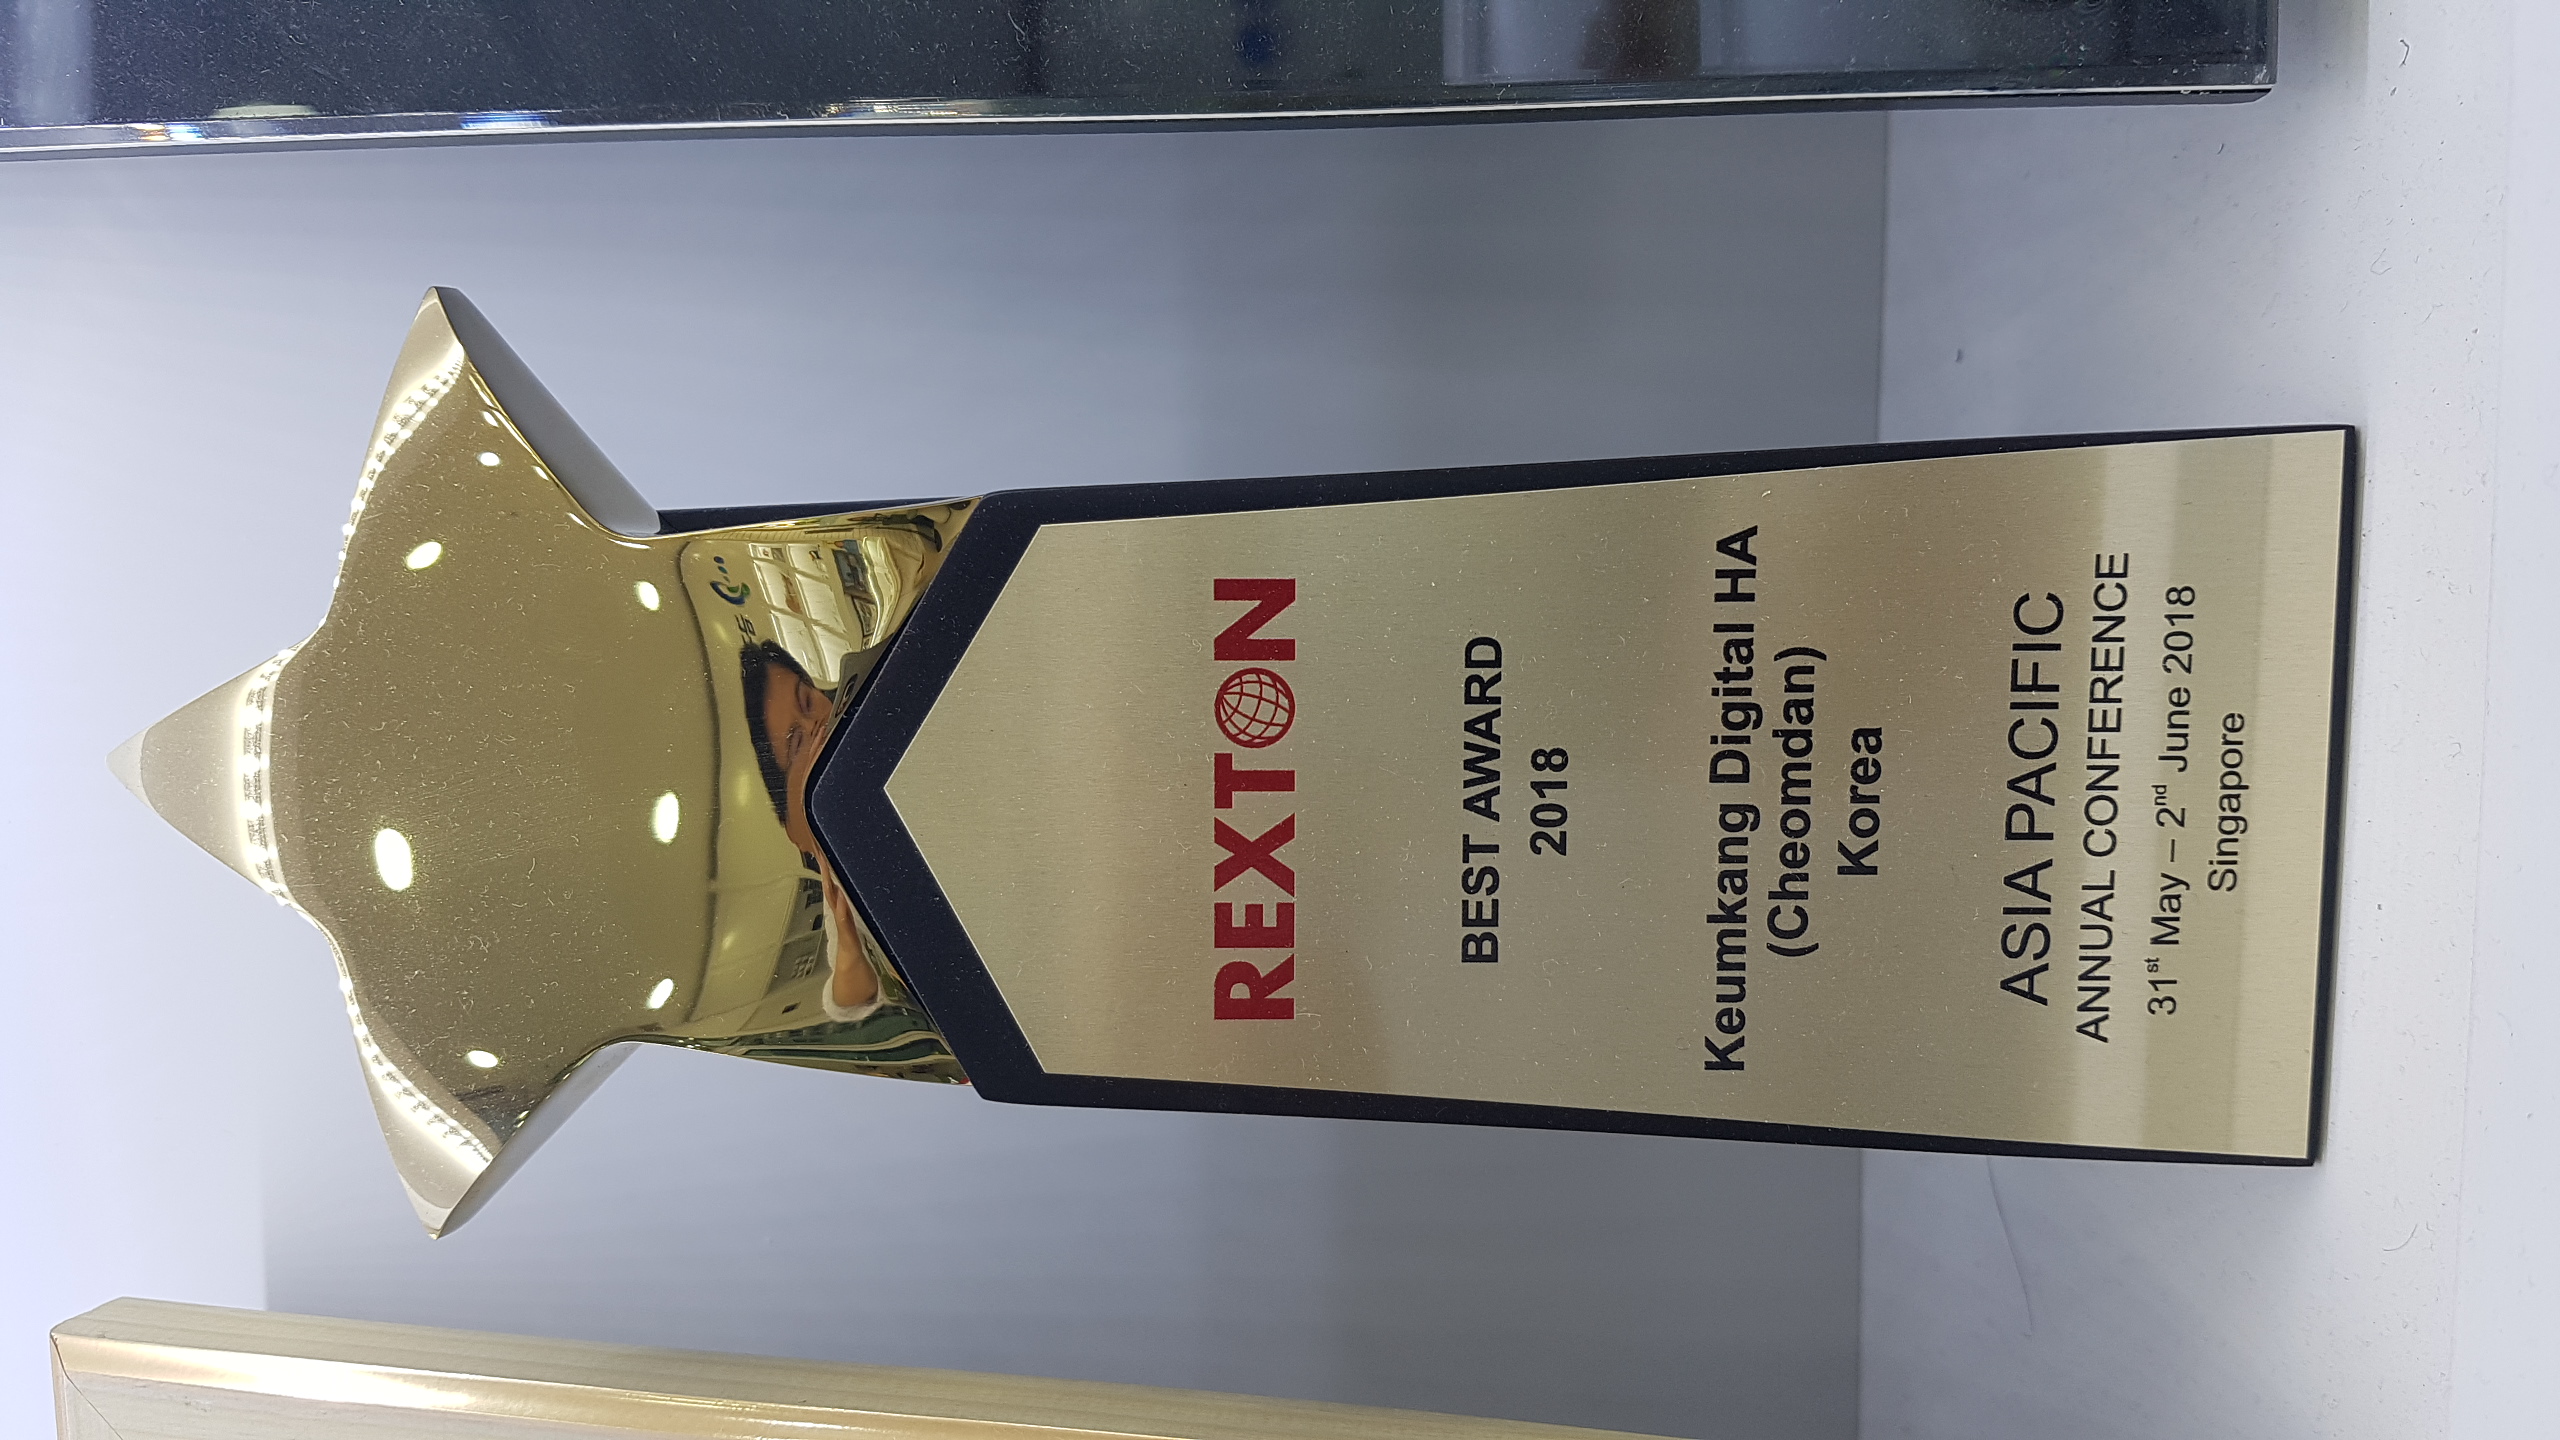 REXTON
BEST AWARD
2018
Keumkang Digital HA
(Cheomdan)
Korea
ASIA PACIFIC
ANNUAL CONFERENCE
31st May – 2nd June 2018
Singapore